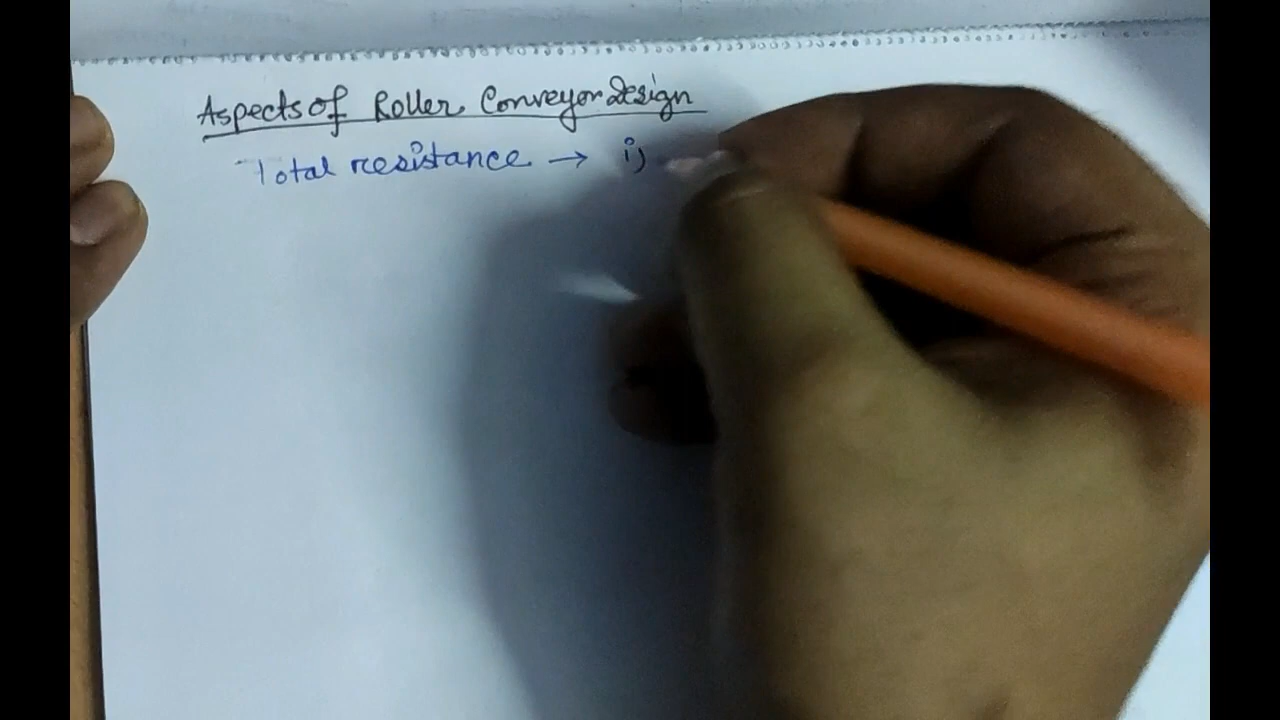 Aspects of Roller Conveyor Design
Total resistance → i)